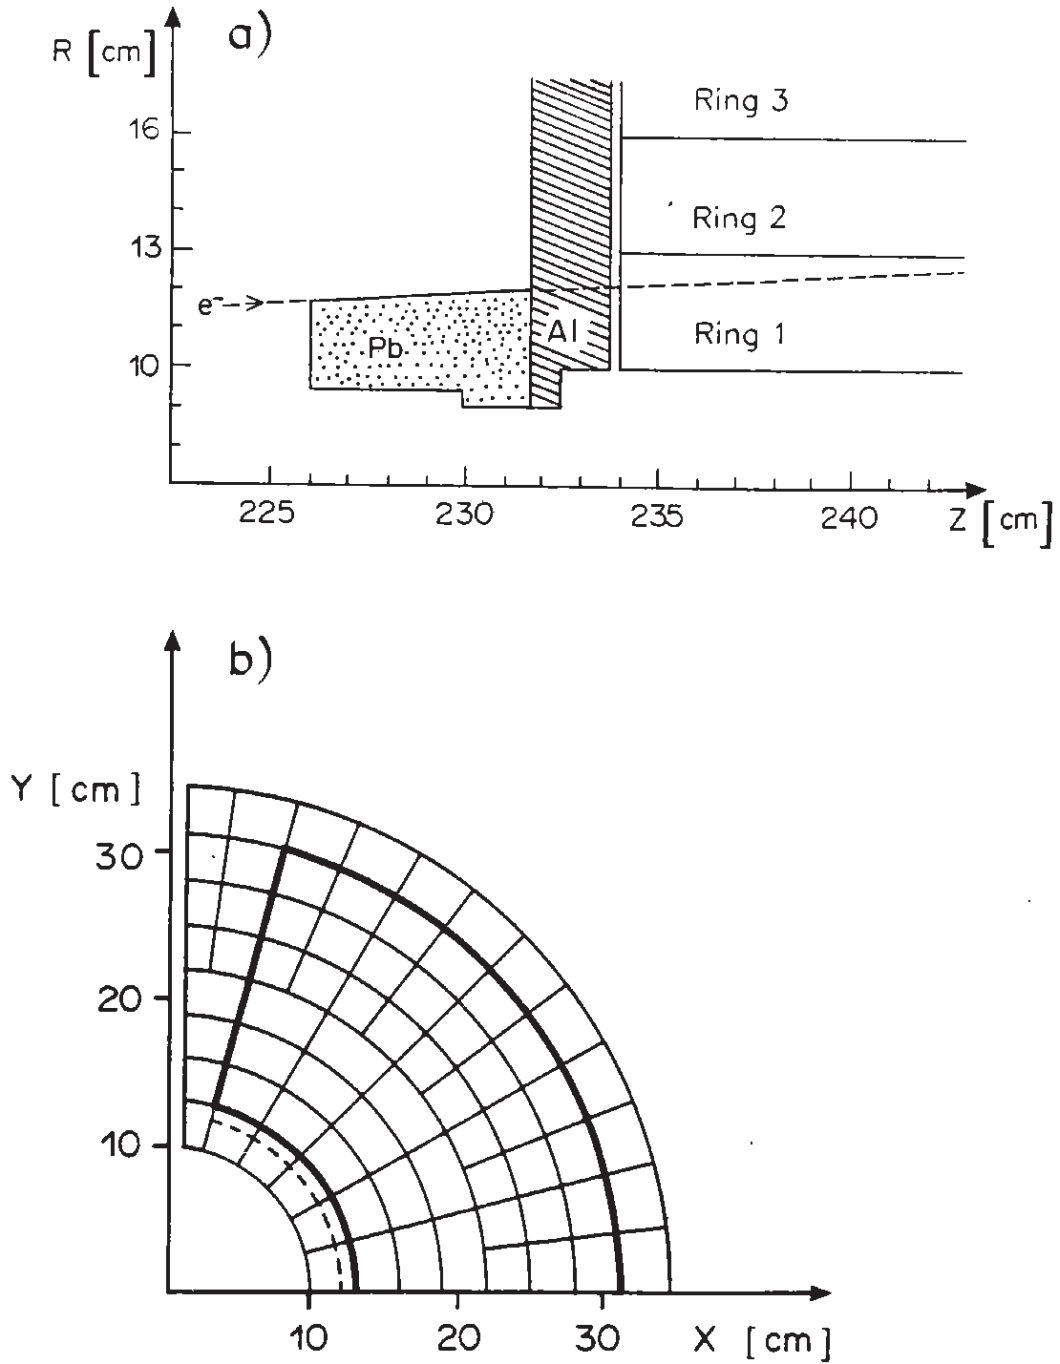 a)
R [cm]
16
13
10
Ring 3
Ring 2
Ring 1
e⁻
Pb
Al
225 230 235 240 Z [cm]
b)
Y [cm]
30
20
10
10 20 30 X [cm]